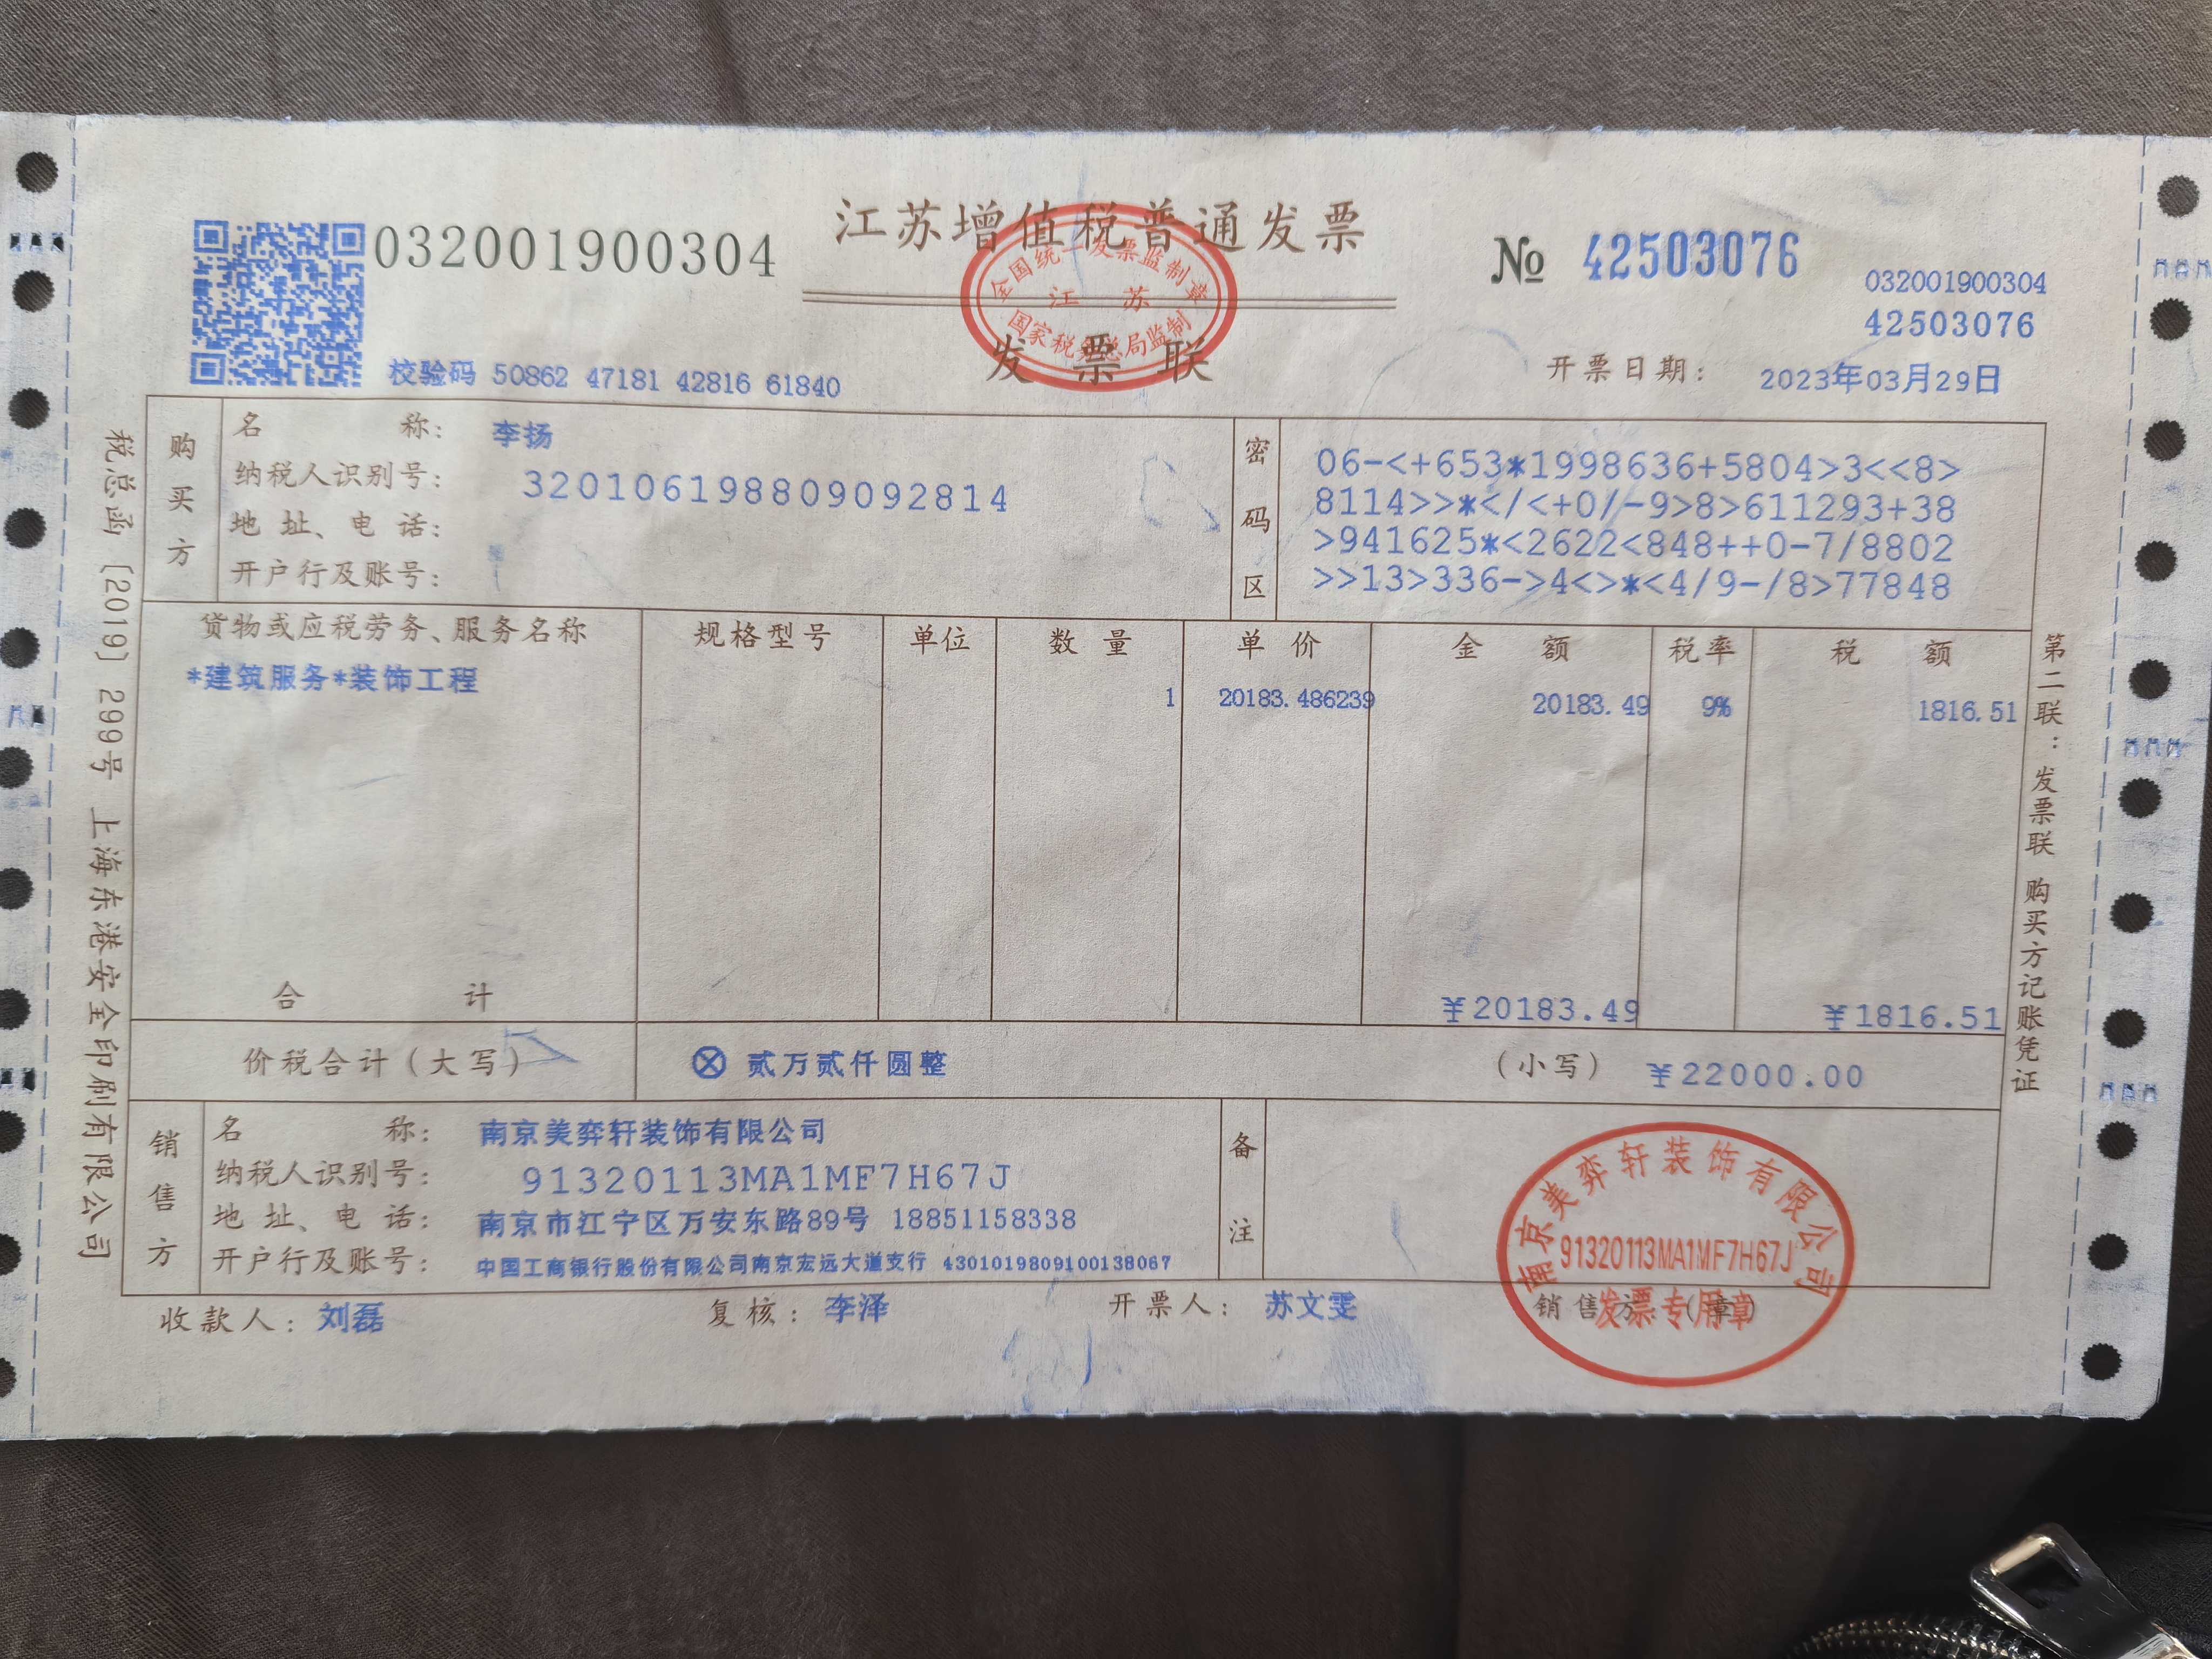 江苏增值税普通发票
032001900304
№ 42503076
032001900304
42503076
全国统一发票监制章
江 苏
国家税务总局监制
发 票 联
校验码 50862 47181 42816 61840
开票日期: 2023年03月29日
购买方
名 称: 李扬
纳税人识别号: 320106198809092814
地 址、电 话:
开户行及账号:
密码区
06-<+653*1998636+5804>3<<8>
8114>>*</<+0/-9>8>611293+38
>941625*<2622<848++0-7/8802
>>13>336->4<>*<4/9-/8>77848
货物或应税劳务、服务名称 规格型号 单位 数 量 单 价 金 额 税率 税 额
*建筑服务*装饰工程 1 20183.486239 20183.49 9% 1816.51
合 计 ¥20183.49 ¥1816.51
价税合计(大写) ⊗ 贰万贰仟圆整 (小写) ¥22000.00
销售方
名 称: 南京美弈轩装饰有限公司
纳税人识别号: 91320113MA1MF7H67J
地 址、电 话: 南京市江宁区万安东路89号 18851158338
开户行及账号: 中国工商银行股份有限公司南京宏远大道支行 4301019809100138067
备注
收款人: 刘磊 复核: 李泽 开票人: 苏文雯 销售方:(章)
南京美弈轩装饰有限公司
91320113MA1MF7H67J
发票专用章
税总函〔2019〕299号 上海东港安全印刷有限公司
第二联:发票联 购买方记账凭证